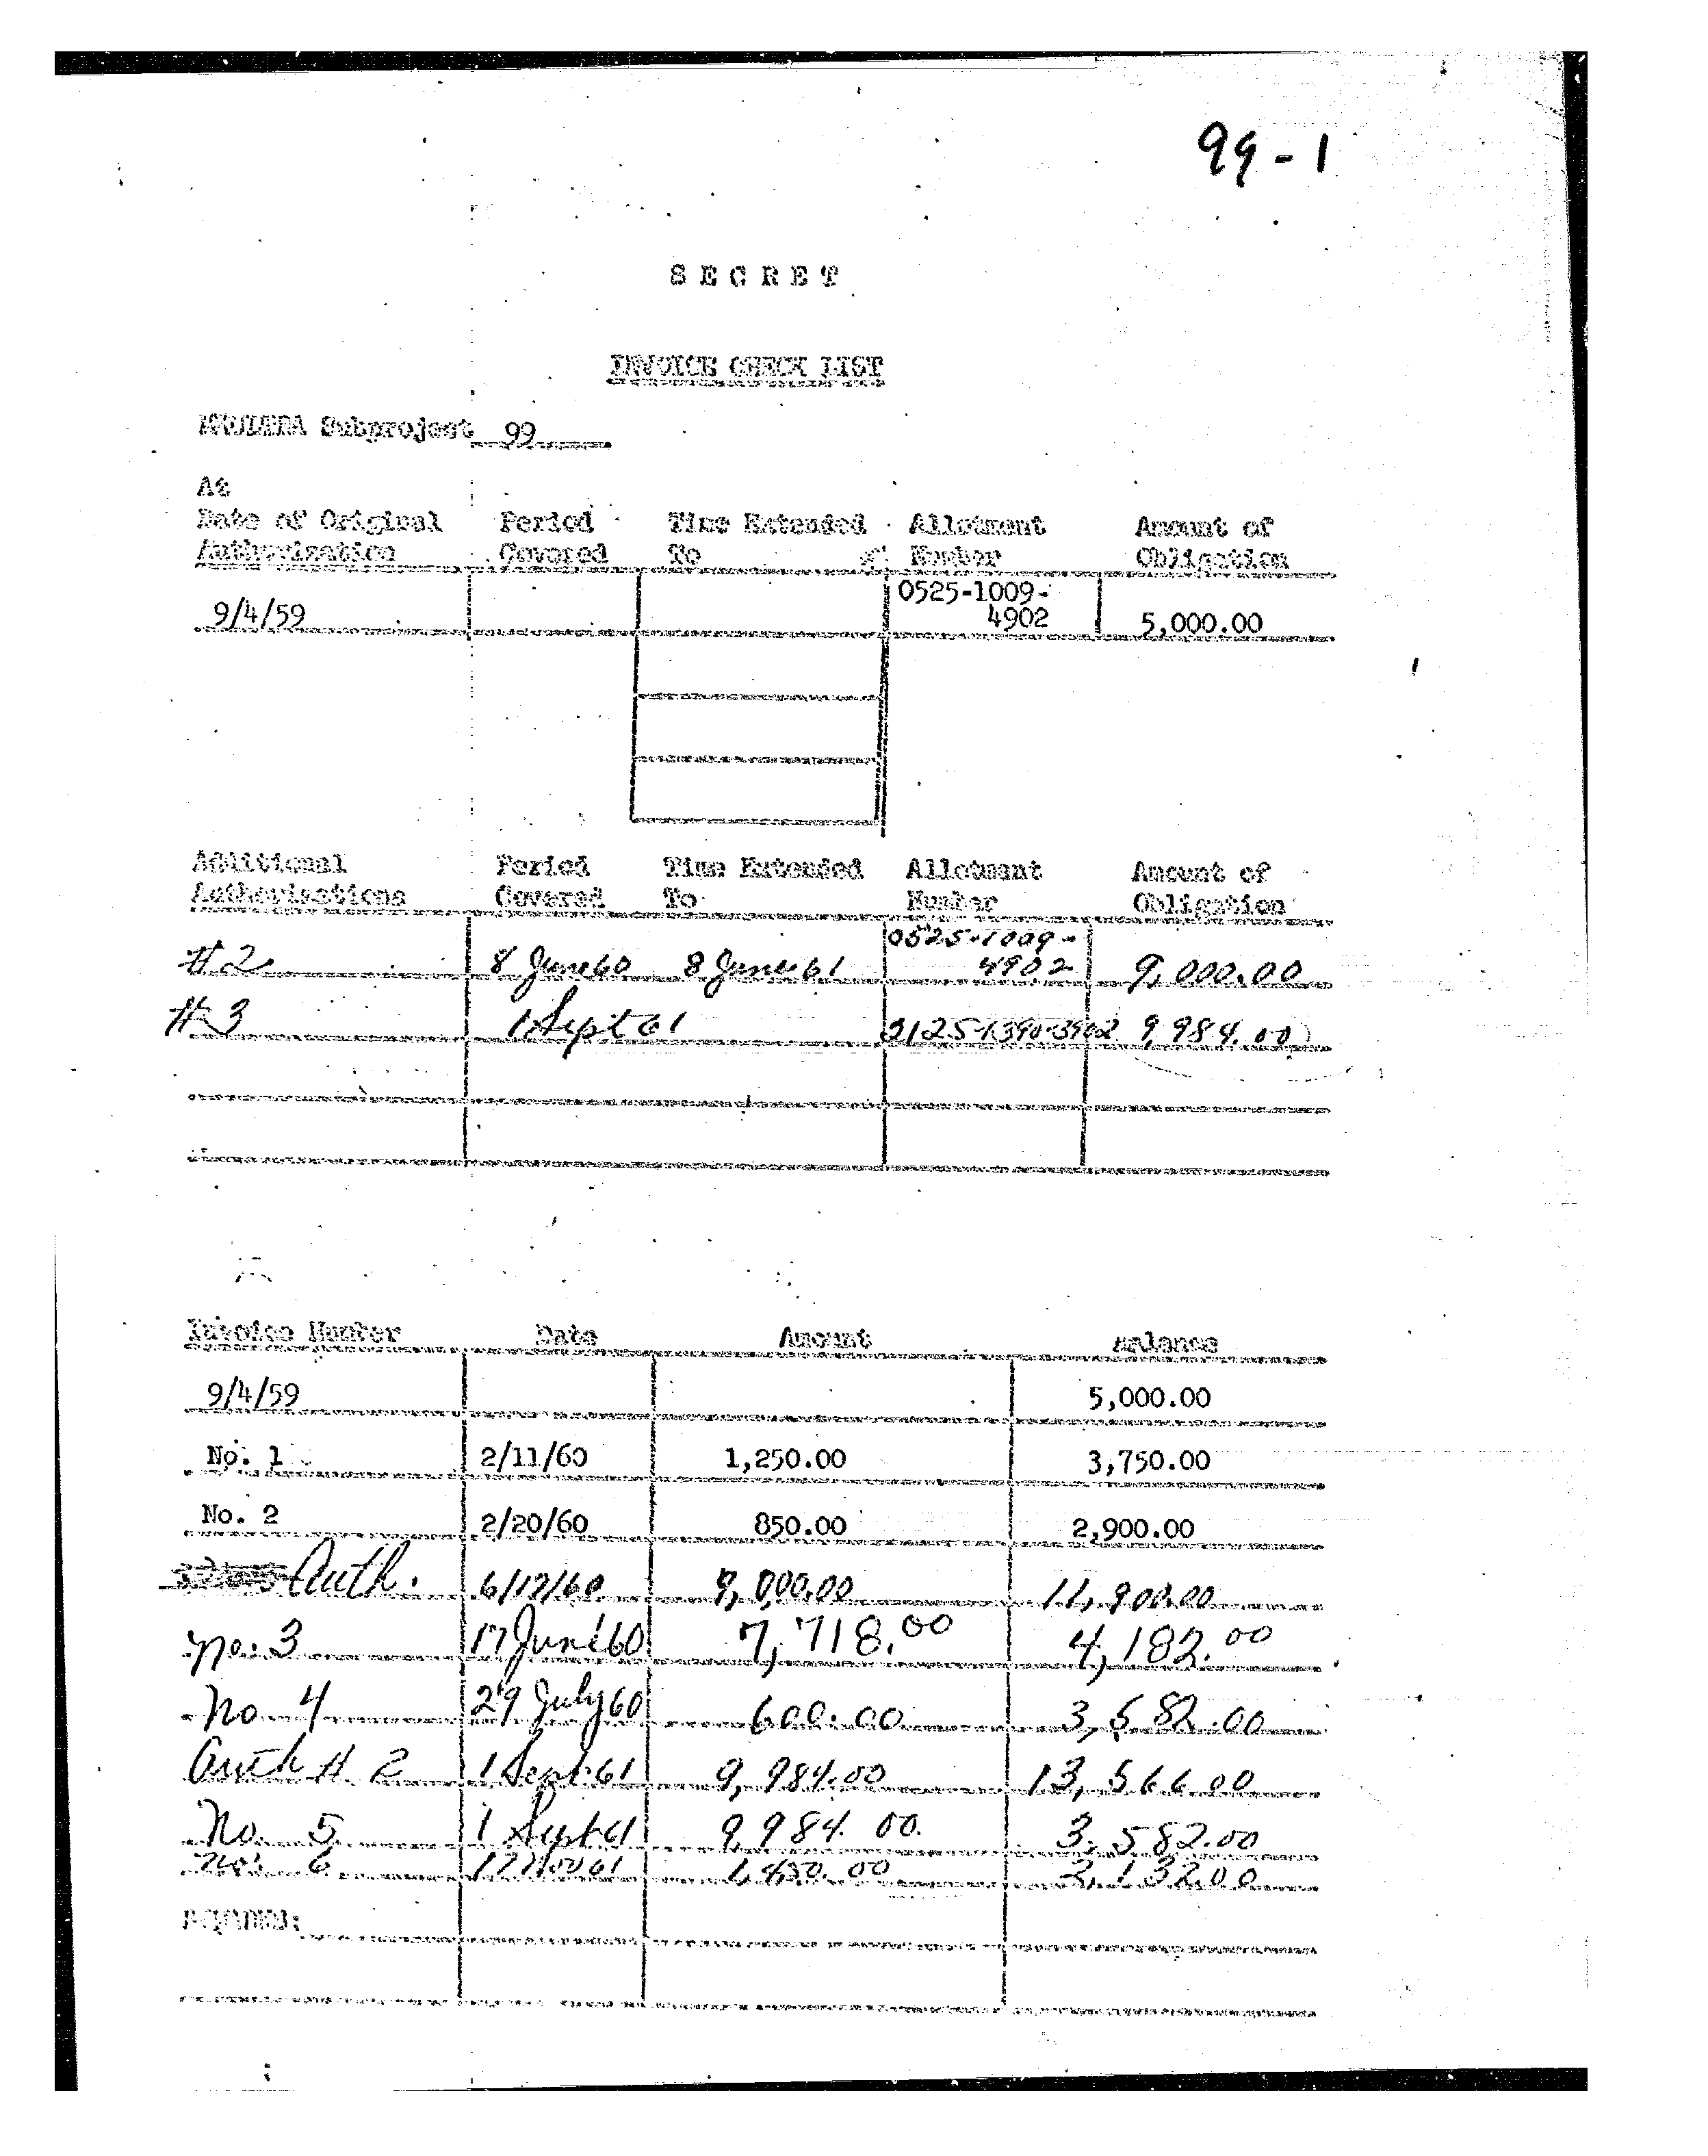 99-1
SECRET
INVOICE CHECK LIST
MKULTRA Subproject 99
At
Date of Original Period Time Extended Allotment Amount of
Authorization Covered To Number Obligation
0525-1009-
9/4/59 4902 5,000.00
Additional Period Time Extended Allotment Amount of
Authorizations Covered To Number Obligation
0525-1009-
# 2 8 June 60 8 June 61 4902 9,000.00
# 3 1 Sept 61 2125-1390-3902 9,984.00
Invoice Number Date Amount Balance
9/4/59 5,000.00
No. 1 2/11/60 1,250.00 3,750.00
No. 2 2/20/60 850.00 2,900.00
Auth. 6/17/60 9,000.00 11,900.00
No. 3 17 June 60 7,718.00 4,182.00
No 4 29 July 60 600.00 3,582.00
Auth # 2 1 Sept. 61 9,984.00 13,566.00
No. 5 1 Sept 61 9,984.00. 3,582.00
No. 6 17 Nov 61 1,450.00 2,132.00
REMARKS: